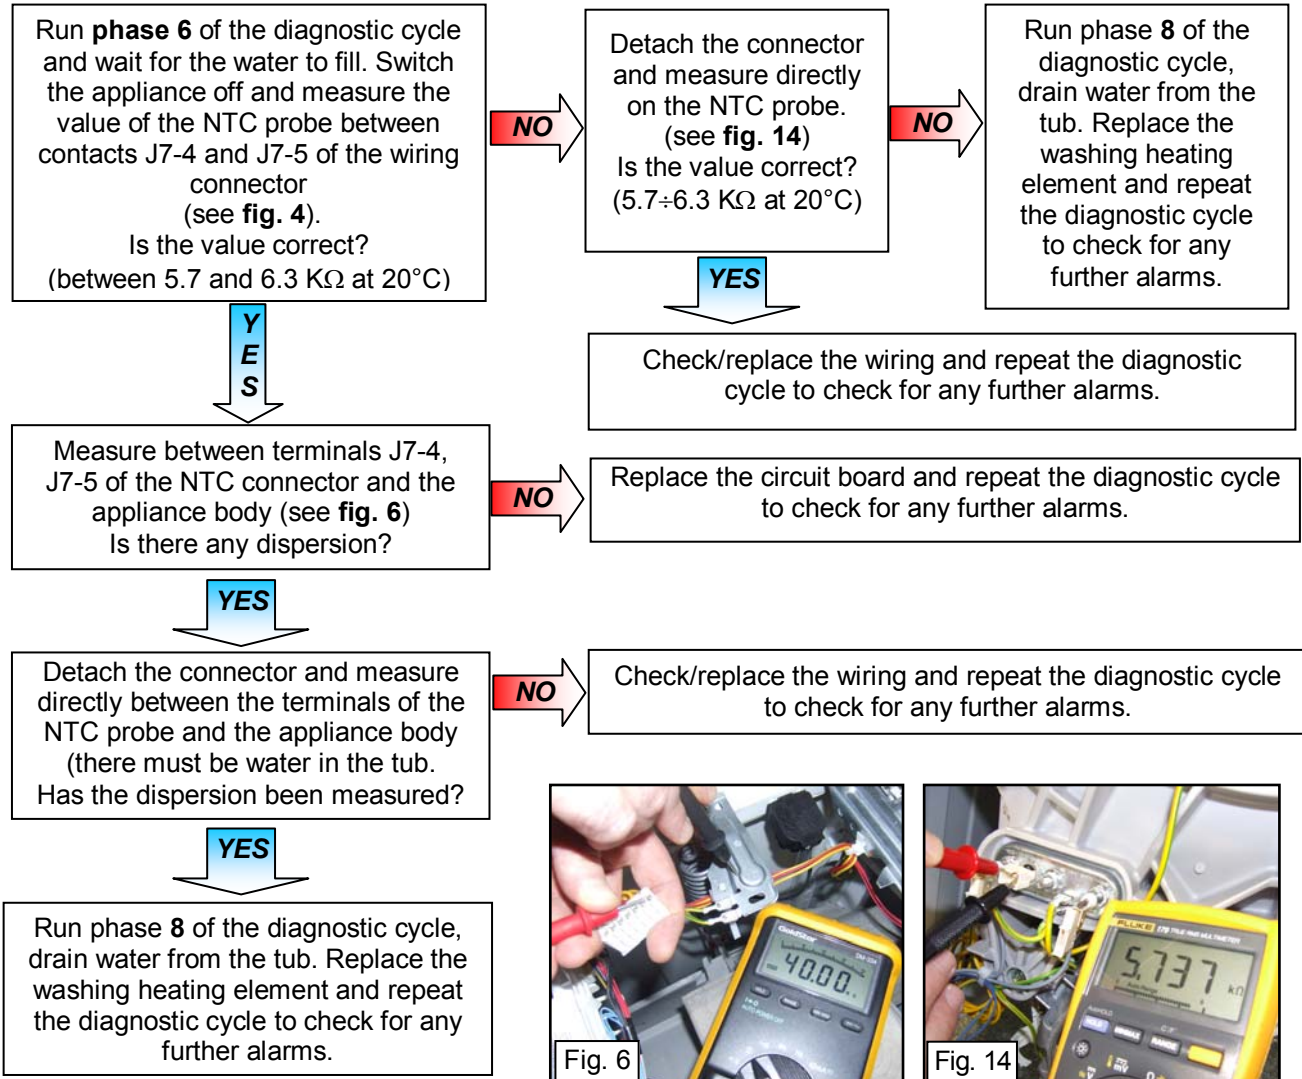 Run phase 6 of the diagnostic cycle
and wait for the water to fill. Switch
the appliance off and measure the
value of the NTC probe between
contacts J7-4 and J7-5 of the wiring
connector
(see fig. 4).
Is the value correct?
(between 5.7 and 6.3 KΩ at 20°C)
NO
Detach the connector
and measure directly
on the NTC probe.
(see fig. 14)
Is the value correct?
(5.7÷6.3 KΩ at 20°C)
NO
Run phase 8 of the
diagnostic cycle,
drain water from the
tub. Replace the
washing heating
element and repeat
the diagnostic cycle
to check for any
further alarms.
YES
Check/replace the wiring and repeat the diagnostic
cycle to check for any further alarms.
Y
E
S
Measure between terminals J7-4,
J7-5 of the NTC connector and the
appliance body (see fig. 6)
Is there any dispersion?
NO
Replace the circuit board and repeat the diagnostic cycle
to check for any further alarms.
YES
Detach the connector and measure
directly between the terminals of the
NTC probe and the appliance body
(there must be water in the tub.
Has the dispersion been measured?
NO
Check/replace the wiring and repeat the diagnostic cycle
to check for any further alarms.
YES
Run phase 8 of the diagnostic cycle,
drain water from the tub. Replace the
washing heating element and repeat
the diagnostic cycle to check for any
further alarms.
GoldStar
40.00
AUTO POWER OFF
Fig. 6
FLUKE 179 TRUE RMS MULTIMETER
5.737 kΩ
HOLD
RANGE
Fig. 14